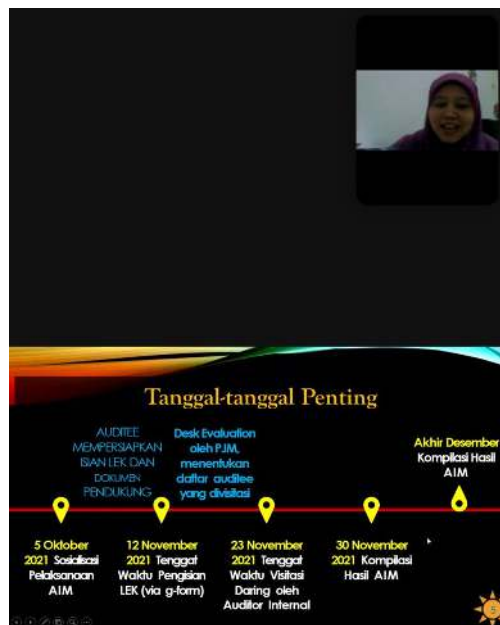 Tanggal-tanggal Penting
AUDITEE
MEMPERSIAPKAN
ISIAN LEK DAN
DOKUMEN
PENDUKUNG
Desk Evaluation
oleh PJM,
menentukan
daftar auditee
yang divisitasi
Akhir Desember
Kompilasi Hasil
AIM
5 Oktober
2021 Sosialisasi
Pelaksanaan
AIM
12 November
2021 Tenggat
Waktu Pengisian
LEK (via g-form)
23 November
2021 Tenggat
Waktu Visitasi
Daring oleh
Auditor Internal
30 November
2021 Kompilasi
Hasil AIM
5